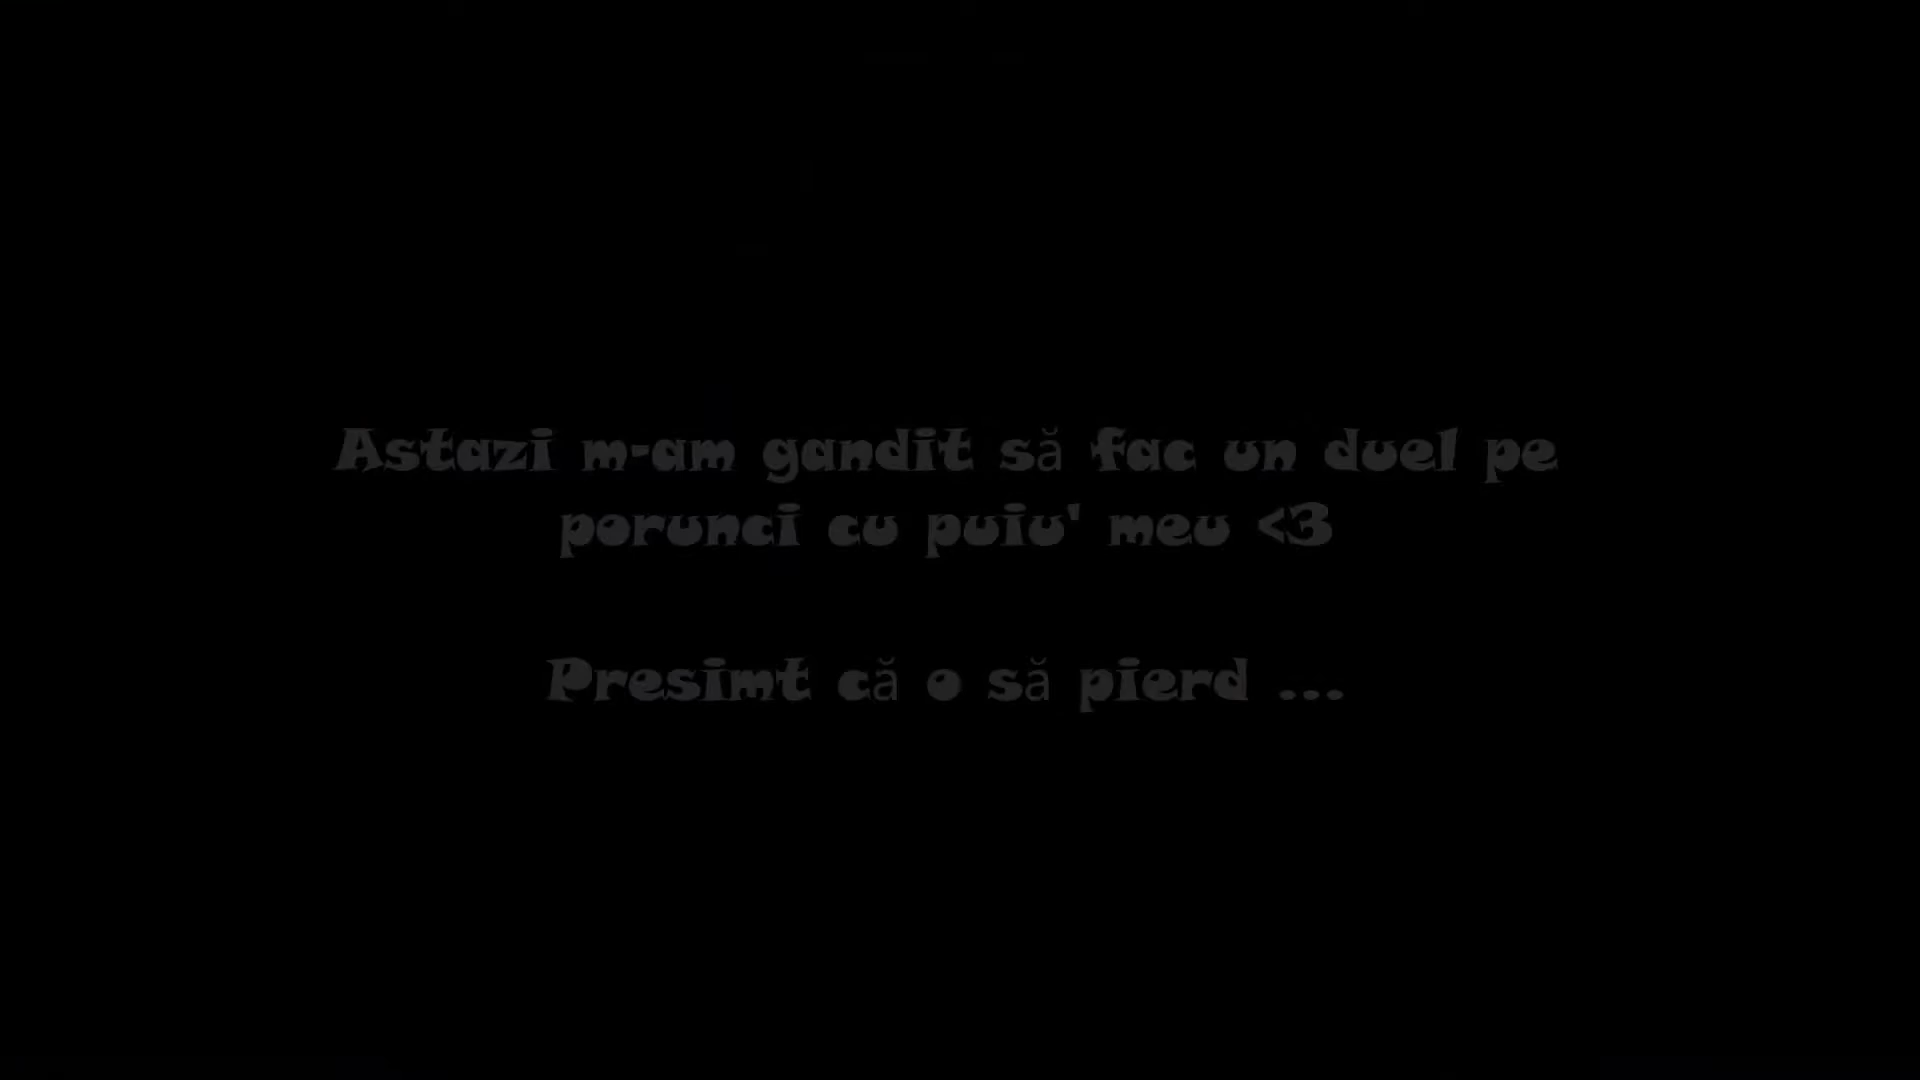 Astazi m-am gandit să fac un duel pe
porunci cu puiu' meu <3
Presimt că o să pierd ...